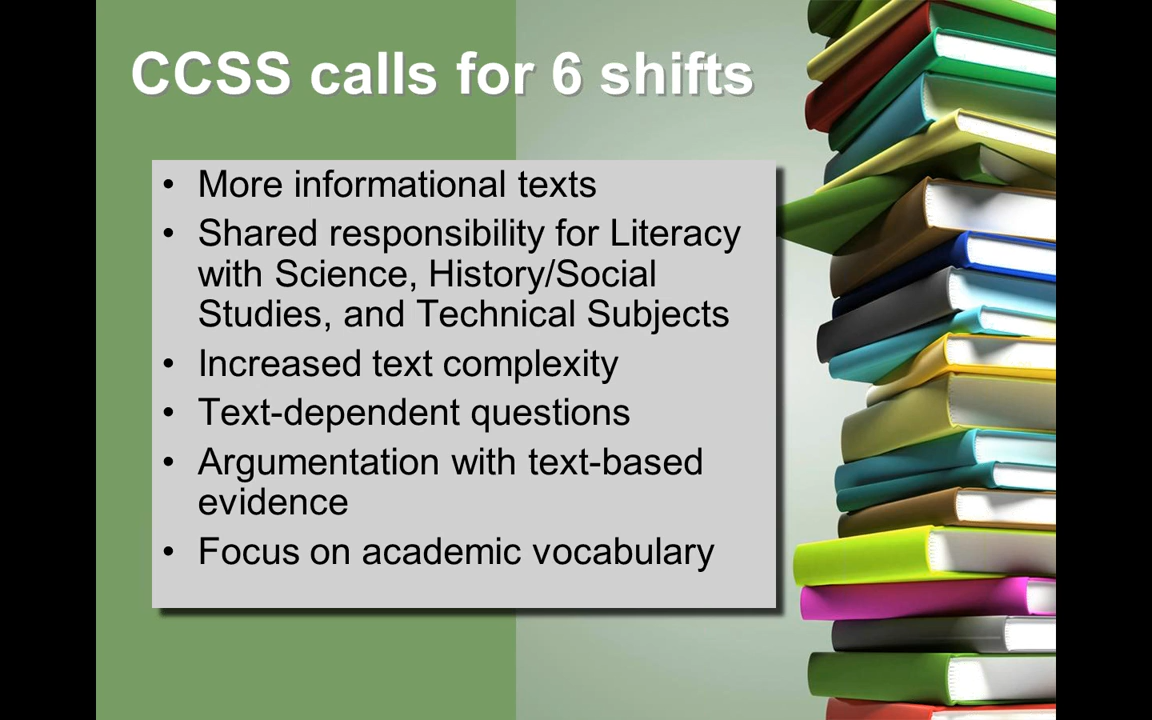 CCSS calls for 6 shifts
• More informational texts
• Shared responsibility for Literacy
with Science, History/Social
Studies, and Technical Subjects
• Increased text complexity
• Text-dependent questions
• Argumentation with text-based
evidence
• Focus on academic vocabulary